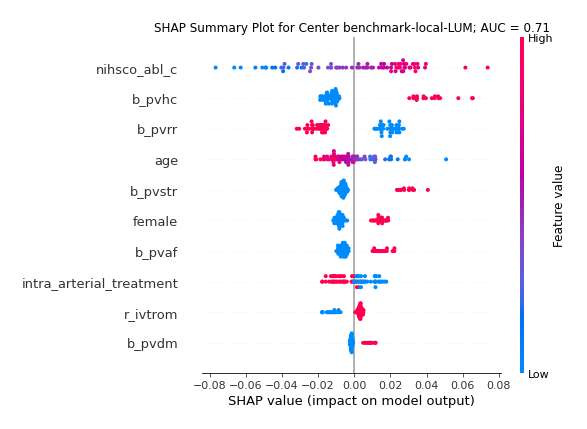 SHAP Summary Plot for Center benchmark-local-LUM; AUC = 0.71
High
nihsco_abl_c
b_pvhc
b_pvrr
age
b_pvstr
female
b_pvaf
intra_arterial_treatment
r_ivtrom
b_pvdm
Feature value
Low
−0.08 −0.06 −0.04 −0.02 0.00 0.02 0.04 0.06 0.08
SHAP value (impact on model output)